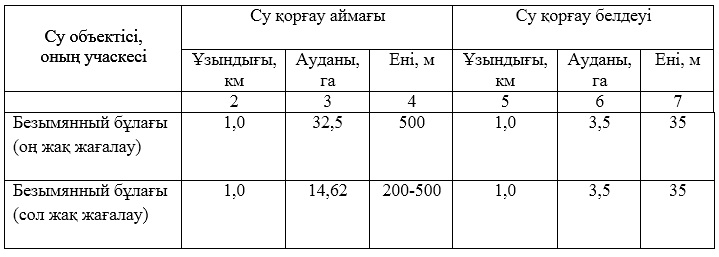 Су объектісі, оның учаскесі | Су қорғау аймағы | Су қорғау белдеуі
Ұзындығы, км | Ауданы, га | Ені, м | Ұзындығы, км | Ауданы, га | Ені, м
2 | 3 | 4 | 5 | 6 | 7
Безымянный бұлағы (оң жақ жағалау) | 1,0 | 32,5 | 500 | 1,0 | 3,5 | 35
Безымянный бұлағы (сол жақ жағалау) | 1,0 | 14,62 | 200-500 | 1,0 | 3,5 | 35